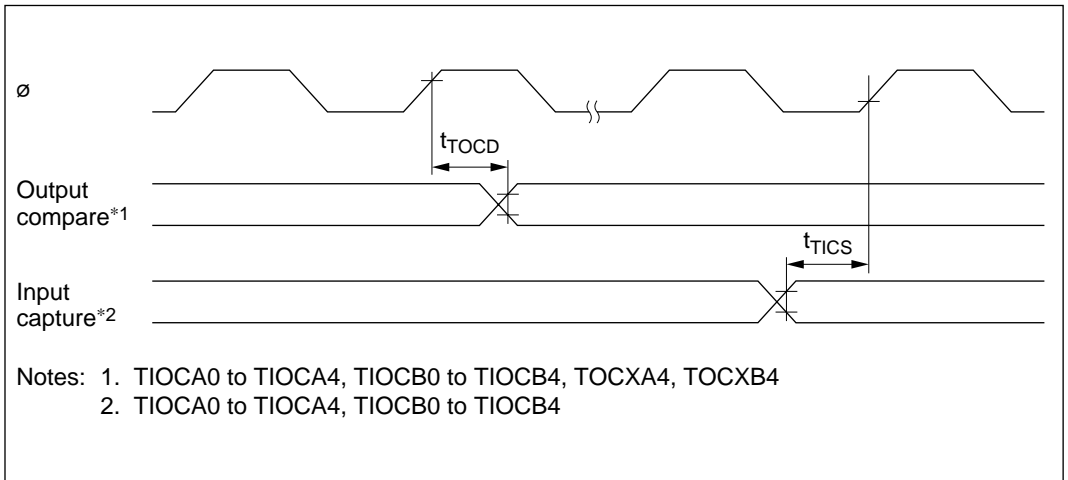 ø
tTOCD
Output
compare*1
tTICS
Input
capture*2
Notes: 1. TIOCA0 to TIOCA4, TIOCB0 to TIOCB4, TOCXA4, TOCXB4
2. TIOCA0 to TIOCA4, TIOCB0 to TIOCB4